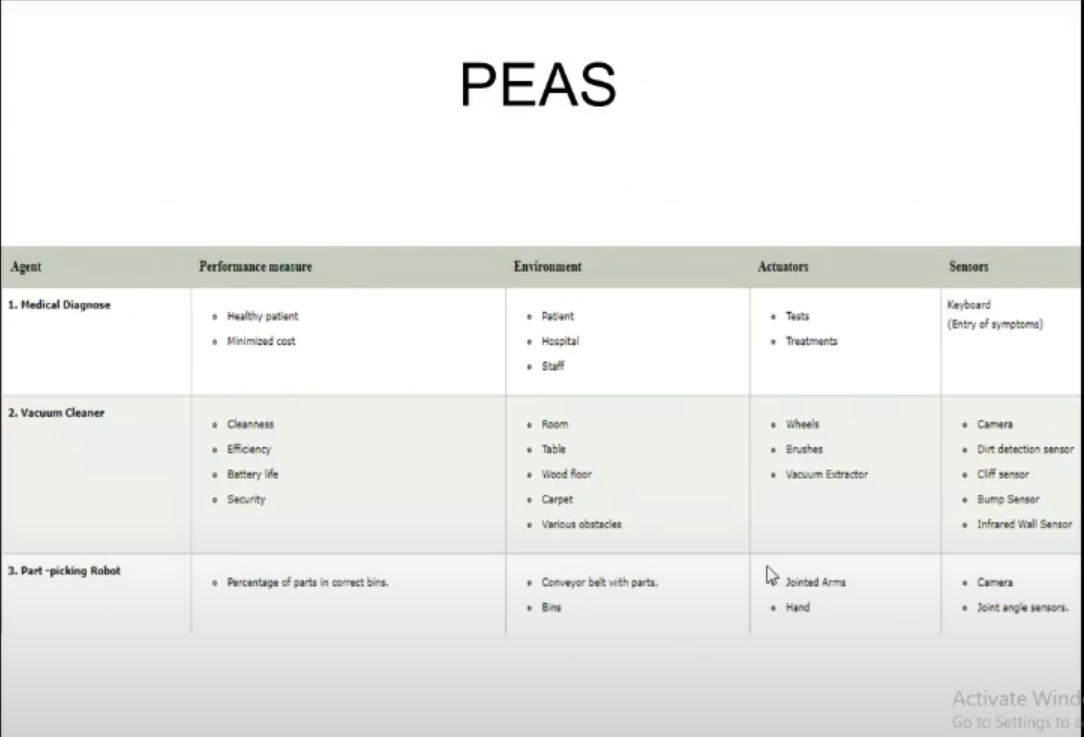 PEAS
Agent Performance measure Environment Actuators Sensors
1. Medical Diagnose
Healthy patient
Minimized cost
Patient
Hospital
Staff
Tests
Treatments
Keyboard
(Entry of symptoms)
2. Vacuum Cleaner
Cleanness
Efficiency
Battery life
Security
Room
Table
Wood floor
Carpet
Various obstacles
Wheels
Brushes
Vacuum Extractor
Camera
Dirt detection sensor
Cliff sensor
Bump Sensor
Infrared Wall Sensor
3. Part -picking Robot
Percentage of parts in correct bins.
Conveyor belt with parts.
Bins
Jointed Arms
Hand
Camera
Joint angle sensors.
Activate Wind
Go to Settings to a